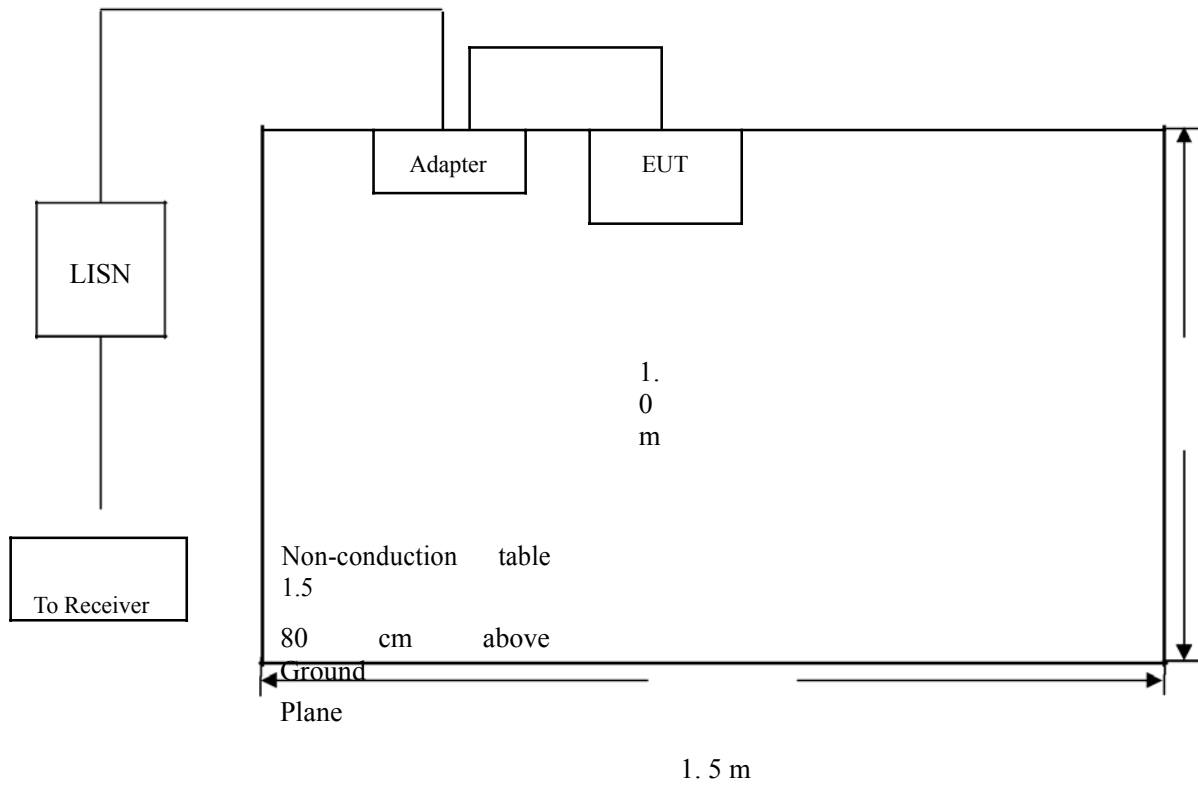 Adapter
EUT
LISN
1.
0
m
Non-conduction table
1.5
To Receiver
80 cm above
Ground
Plane
1. 5 m